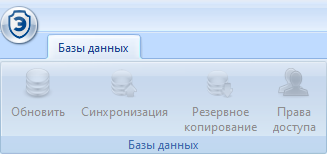 Э
Базы данных
Обновить
Синхронизация
Резервное
копирование
Права
доступа
Базы данных